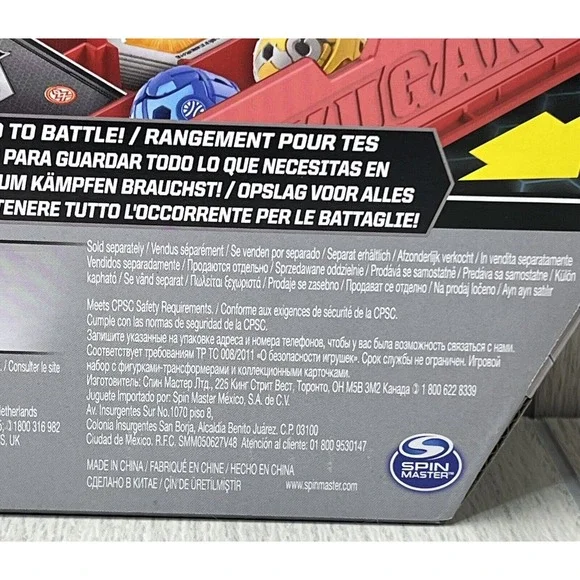 KUGAN
O TO BATTLE! / RANGEMENT POUR TES
PARA GUARDAR TODO LO QUE NECESITAS EN
UM KÄMPFEN BRAUCHST! / OPSLAG VOOR ALLES
TENERE TUTTO L'OCCORRENTE PER LE BATTAGLIE!
Sold separately / Vendus séparément / Se venden por separado / Separat erhältlich / Afzonderlijk verkocht / In vendita separatamente
Vendidos separadamente / Продаются отдельно / Sprzedawane oddzielnie / Prodává se samostatně / Predáva sa samostatne / Külön
kapható / Se vând separat / Πωλείται ξεχωριστά / Prodaje se zasebno / Продават се отделно / Na prodaj ločeno / Ayrı ayrı satılır
Meets CPSC Safety Requirements. / Conforme aux exigences de sécurité de la CPSC.
Cumple con las normas de seguridad de la CPSC.
Запишите указанные на упаковке адреса и номера телефонов, чтобы у вас была возможность связаться с нами.
Соответствует требованиям ТР ТС 008/2011 «О безопасности игрушек». Срок службы не ограничен. Игровой
набор с фигурками-трансформерами и коллекционными карточками.
Изготовитель: Спин Мастер Лтд., 225 Кинг Стрит Вест, Торонто, ОН M5B 3M2 Канада 1 800 622 8339
Juguete Importado por: Spin Master México, S.A. de C.V.
Av. Insurgentes Sur No.1070 piso 8,
Colonia Insurgentes San Borja, Alcaldía Benito Juárez. C.P. 03100
Ciudad de México. R.F.C. SMM050627V48 Atención al cliente: 01 800 9530147
MADE IN CHINA / FABRIQUÉ EN CHINE / HECHO EN CHINA
СДЕЛАНО В КИТАЕ / ÇİN'DE ÜRETİLMİŞTİR
www.spinmaster.com
/ Consulter le site
Netherlands
1 800 316 982
, UK
SPIN
MASTER™